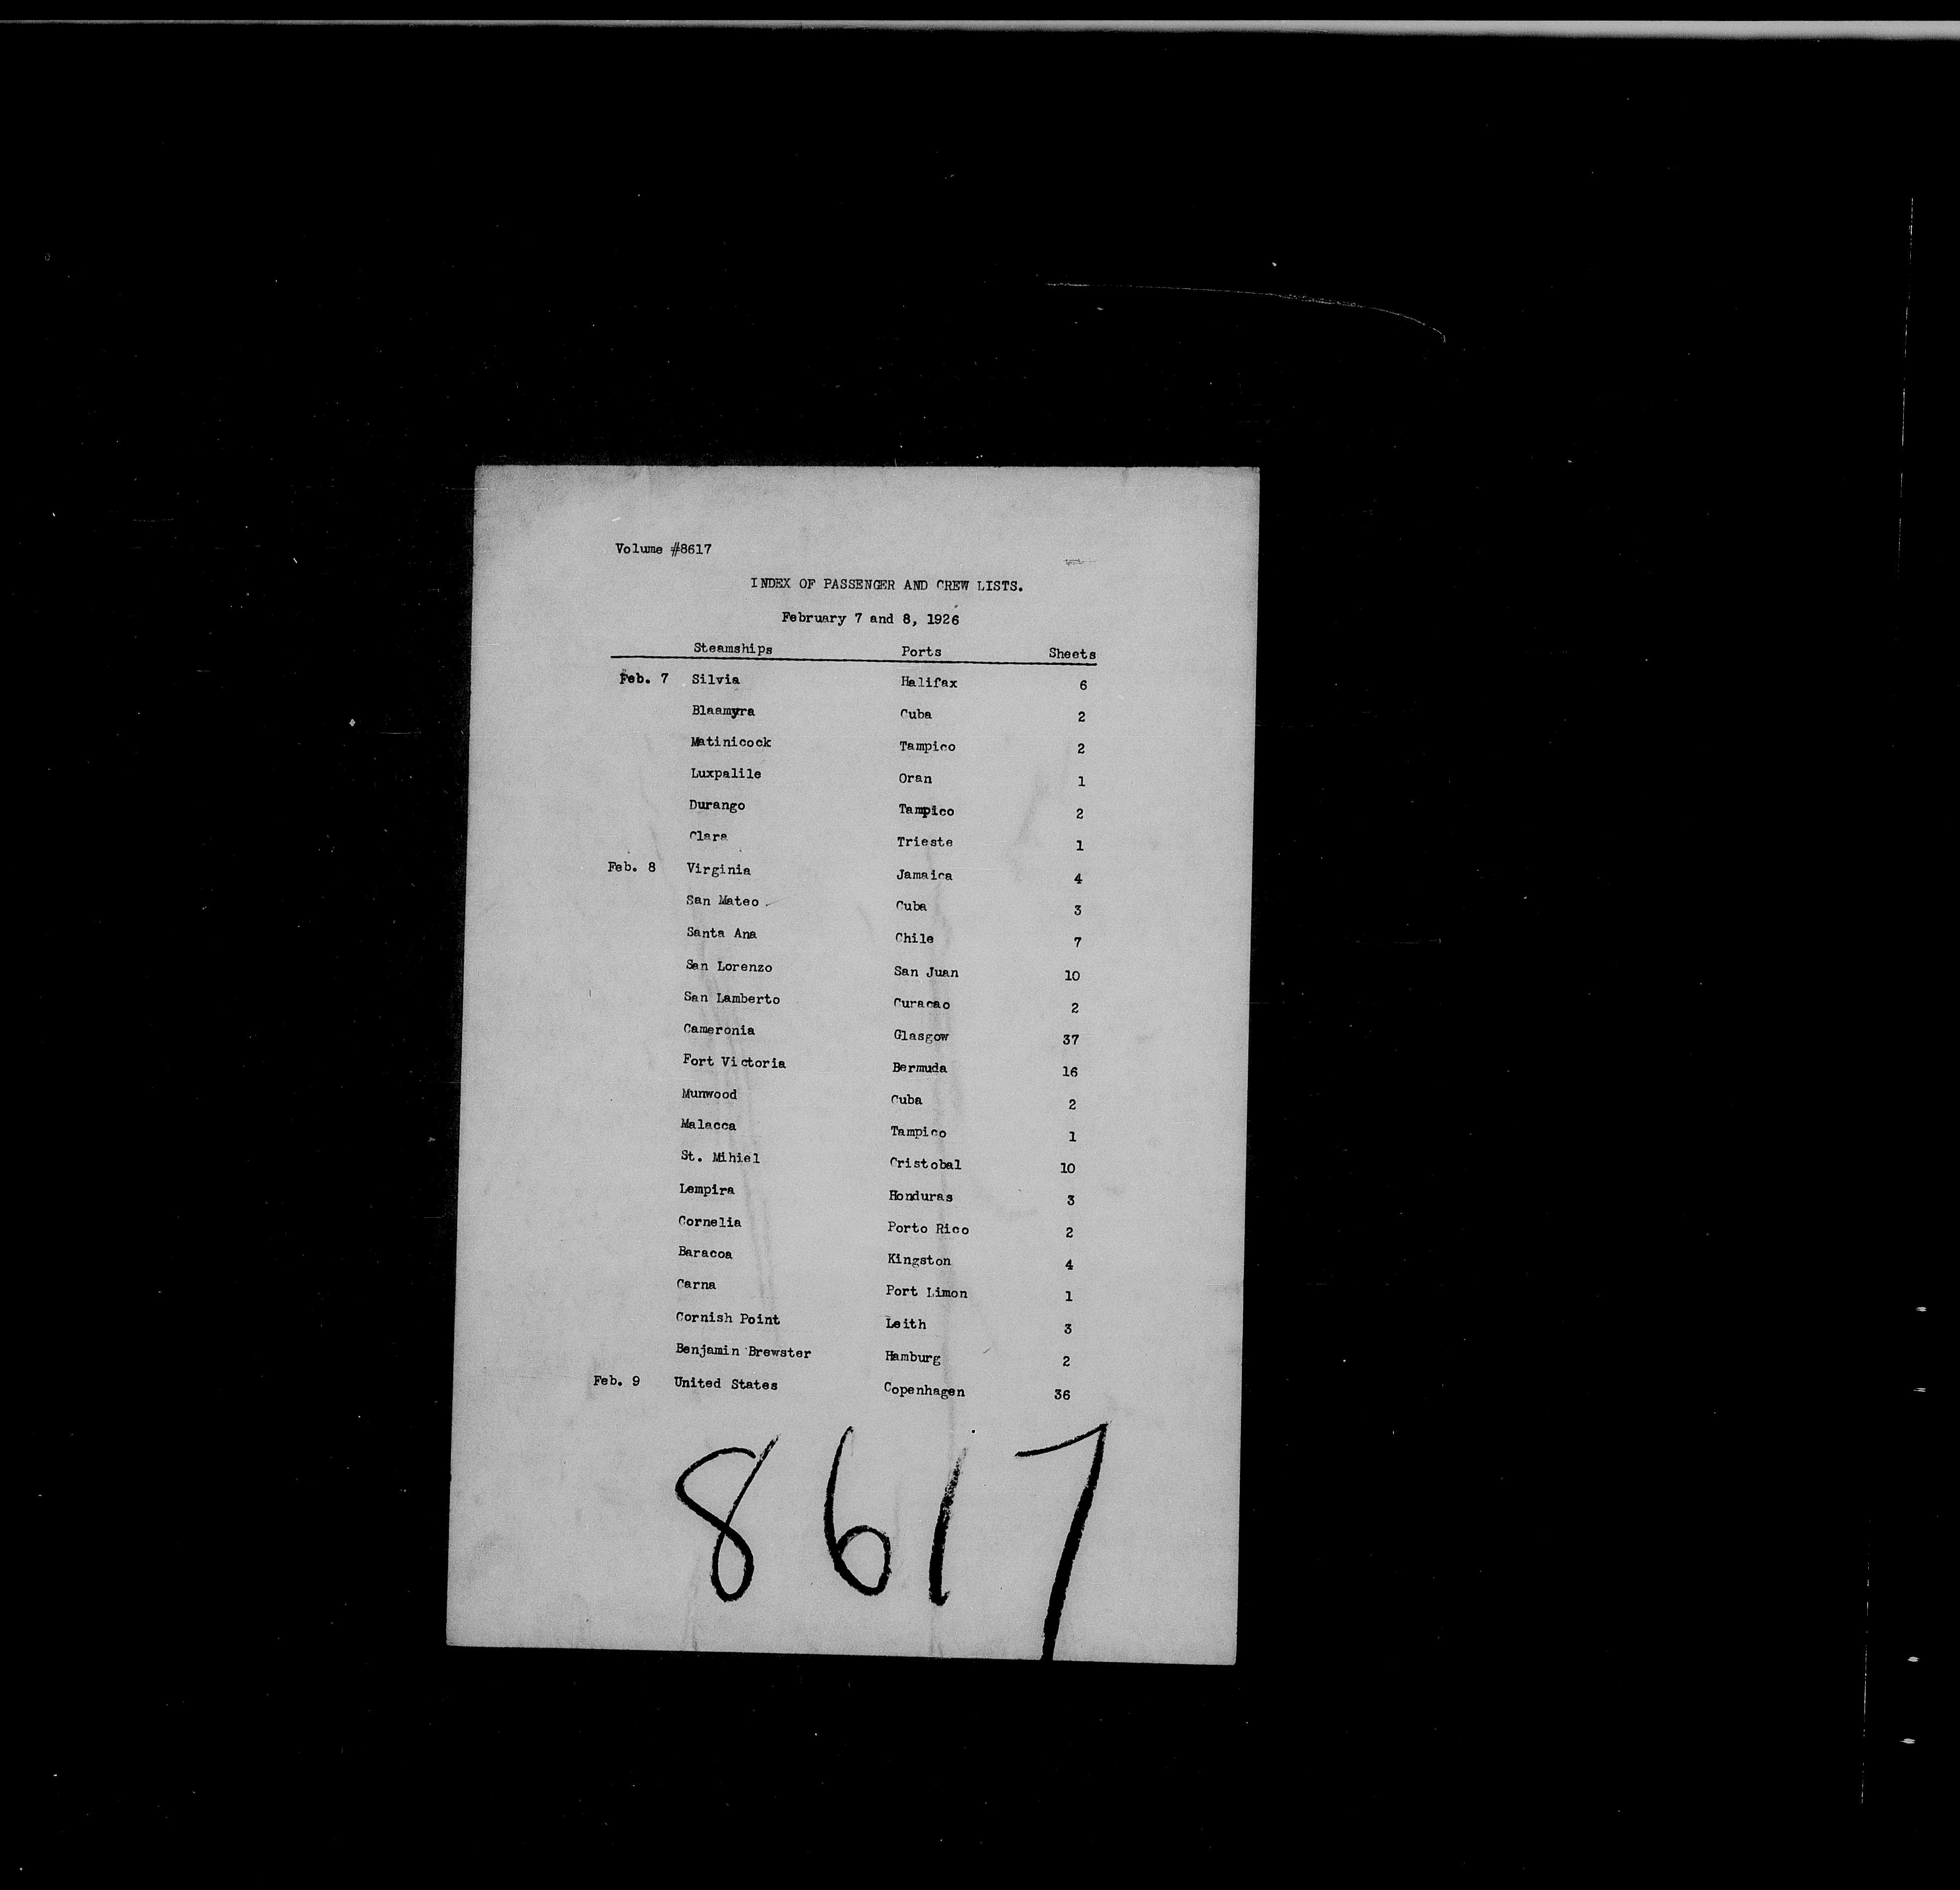 Volume #8617
INDEX OF PASSENGER AND CREW LISTS.
February 7 and 8, 1926
Steamships Ports Sheets
Feb. 7 Silvia Halifax 6
Blaamyra Cuba 2
Matinicock Tampico 2
Luxpalile Oran 1
Durango Tampico 2
Clara Trieste 1
Feb. 8 Virginia Jamaica 4
San Mateo Cuba 3
Santa Ana Chile 7
San Lorenzo San Juan 10
San Lamberto Curacao 2
Cameronia Glasgow 37
Fort Victoria Bermuda 16
Munwood Cuba 2
Malacca Tampico 1
St. Mihiel Cristobal 10
Lempira Honduras 3
Cornelia Porto Rico 2
Baracoa Kingston 4
Carna Port Limon 1
Cornish Point Leith 3
Benjamin Brewster Hamburg 2
Feb. 9 United States Copenhagen 36
8617